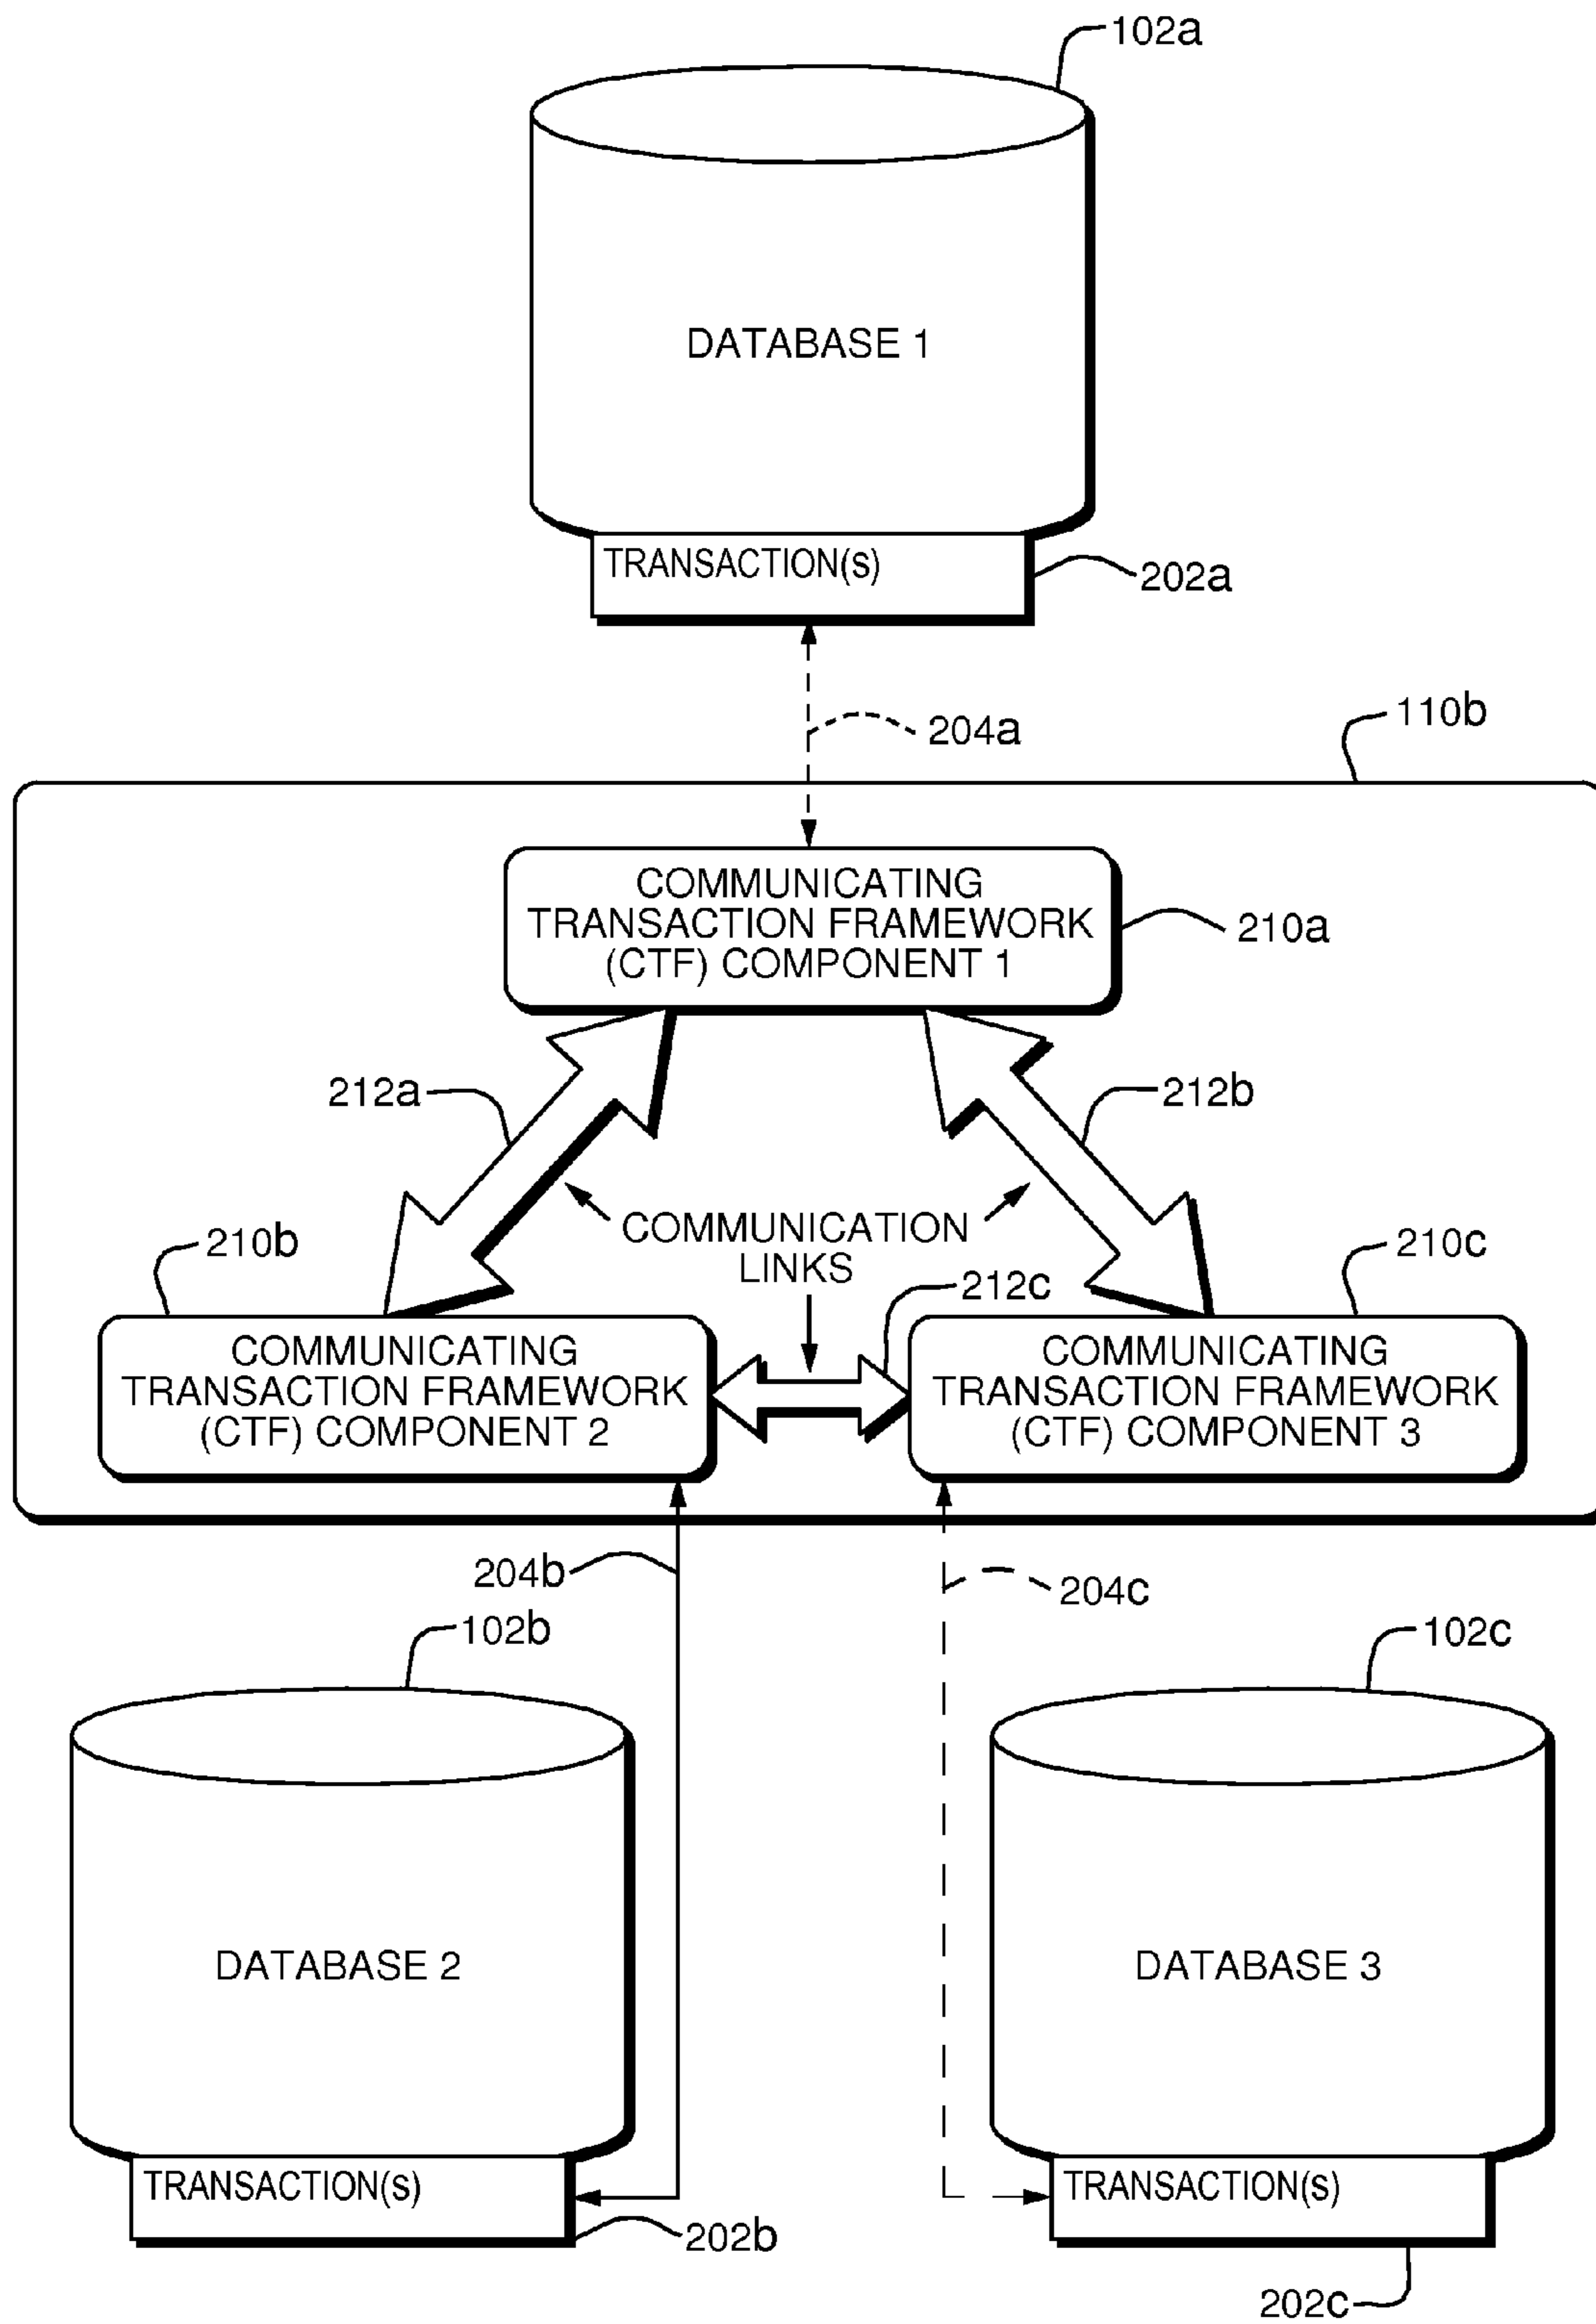 102a
DATABASE 1
TRANSACTION(s)
202a
204a
110b
COMMUNICATING
TRANSACTION FRAMEWORK
(CTF) COMPONENT 1
210a
212a
212b
COMMUNICATION
LINKS
210b
210c
212c
COMMUNICATING
TRANSACTION FRAMEWORK
(CTF) COMPONENT 2
COMMUNICATING
TRANSACTION FRAMEWORK
(CTF) COMPONENT 3
204b
204c
102b
102c
DATABASE 2
DATABASE 3
TRANSACTION(s)
TRANSACTION(s)
202b
202c